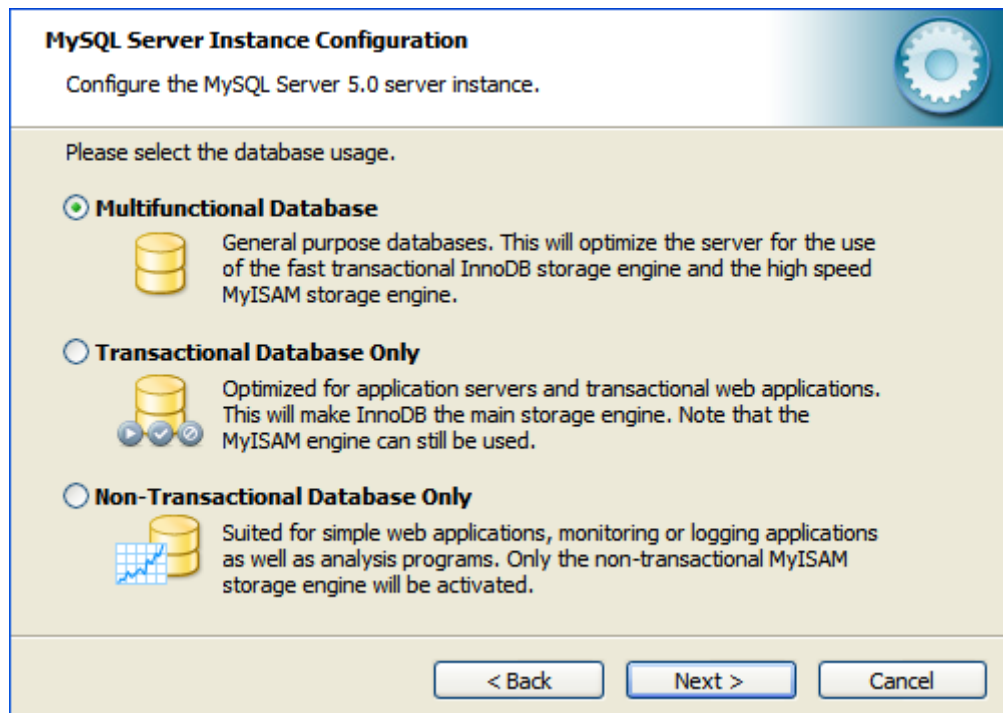 MySQL Server Instance Configuration
Configure the MySQL Server 5.0 server instance.
Please select the database usage.
Multifunctional Database
General purpose databases. This will optimize the server for the use
of the fast transactional InnoDB storage engine and the high speed
MyISAM storage engine.
Transactional Database Only
Optimized for application servers and transactional web applications.
This will make InnoDB the main storage engine. Note that the
MyISAM engine can still be used.
Non-Transactional Database Only
Suited for simple web applications, monitoring or logging applications
as well as analysis programs. Only the non-transactional MyISAM
storage engine will be activated.
< Back
Next >
Cancel